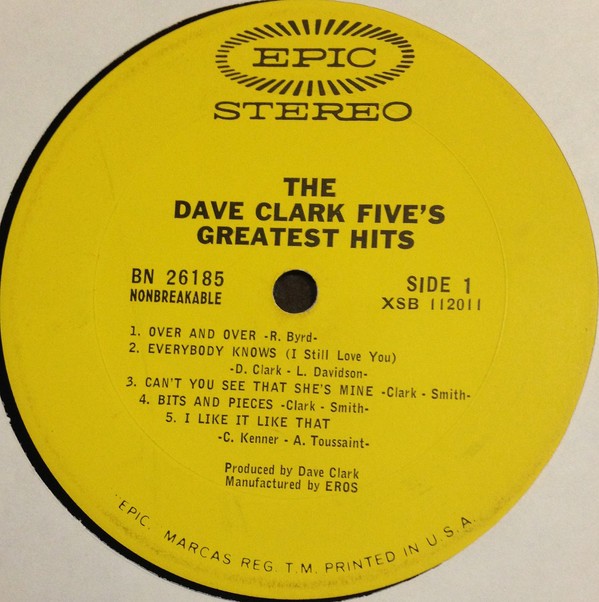 EPIC
STEREO
THE
DAVE CLARK FIVE'S
GREATEST HITS
BN 26185
NONBREAKABLE
SIDE 1
XSB 112011
1. OVER AND OVER -R. Byrd-
2. EVERYBODY KNOWS (I Still Love You)
-D. Clark - L. Davidson-
3. CAN'T YOU SEE THAT SHE'S MINE -Clark - Smith-
4. BITS AND PIECES -Clark - Smith-
5. I LIKE IT LIKE THAT
-C. Kenner - A. Toussaint-
Produced by Dave Clark
Manufactured by EROS
"EPIC. MARCAS REG. T.M. PRINTED IN U.S.A.